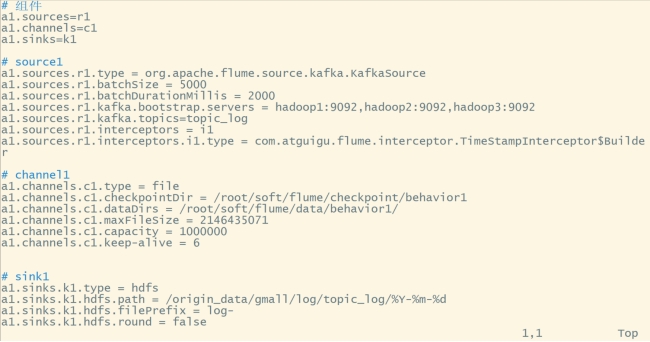 # 组件
a1.sources=r1
a1.channels=c1
a1.sinks=k1
# source1
a1.sources.r1.type = org.apache.flume.source.kafka.KafkaSource
a1.sources.r1.batchSize = 5000
a1.sources.r1.batchDurationMillis = 2000
a1.sources.r1.kafka.bootstrap.servers = hadoop1:9092,hadoop2:9092,hadoop3:9092
a1.sources.r1.kafka.topics=topic_log
a1.sources.r1.interceptors = i1
a1.sources.r1.interceptors.i1.type = com.atguigu.flume.interceptor.TimeStampInterceptor$Builde
r
# channel1
a1.channels.c1.type = file
a1.channels.c1.checkpointDir = /root/soft/flume/checkpoint/behavior1
a1.channels.c1.dataDirs = /root/soft/flume/data/behavior1/
a1.channels.c1.maxFileSize = 2146435071
a1.channels.c1.capacity = 1000000
a1.channels.c1.keep-alive = 6
# sink1
a1.sinks.k1.type = hdfs
a1.sinks.k1.hdfs.path = /origin_data/gmall/log/topic_log/%Y-%m-%d
a1.sinks.k1.hdfs.filePrefix = log-
a1.sinks.k1.hdfs.round = false
1,1 Top